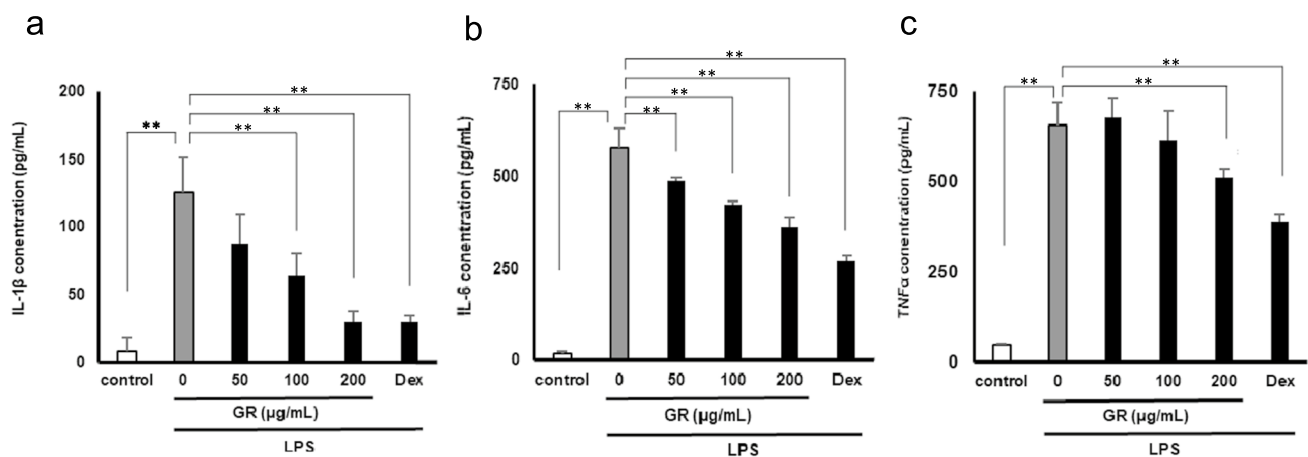 a
IL-1β conentration (pg/mL)
200
150
100
50
0
**
**
**
**
control
0
50
100
200
Dex
GR (µg/mL)
LPS
b
IL-6 conentration (pg/mL)
750
500
250
0
**
**
**
**
**
control
0
50
100
200
Dex
GR (µg/mL)
LPS
c
TNFα conentration (pg/mL)
750
500
250
0
**
**
**
control
0
50
100
200
Dex
GR (µg/mL)
LPS